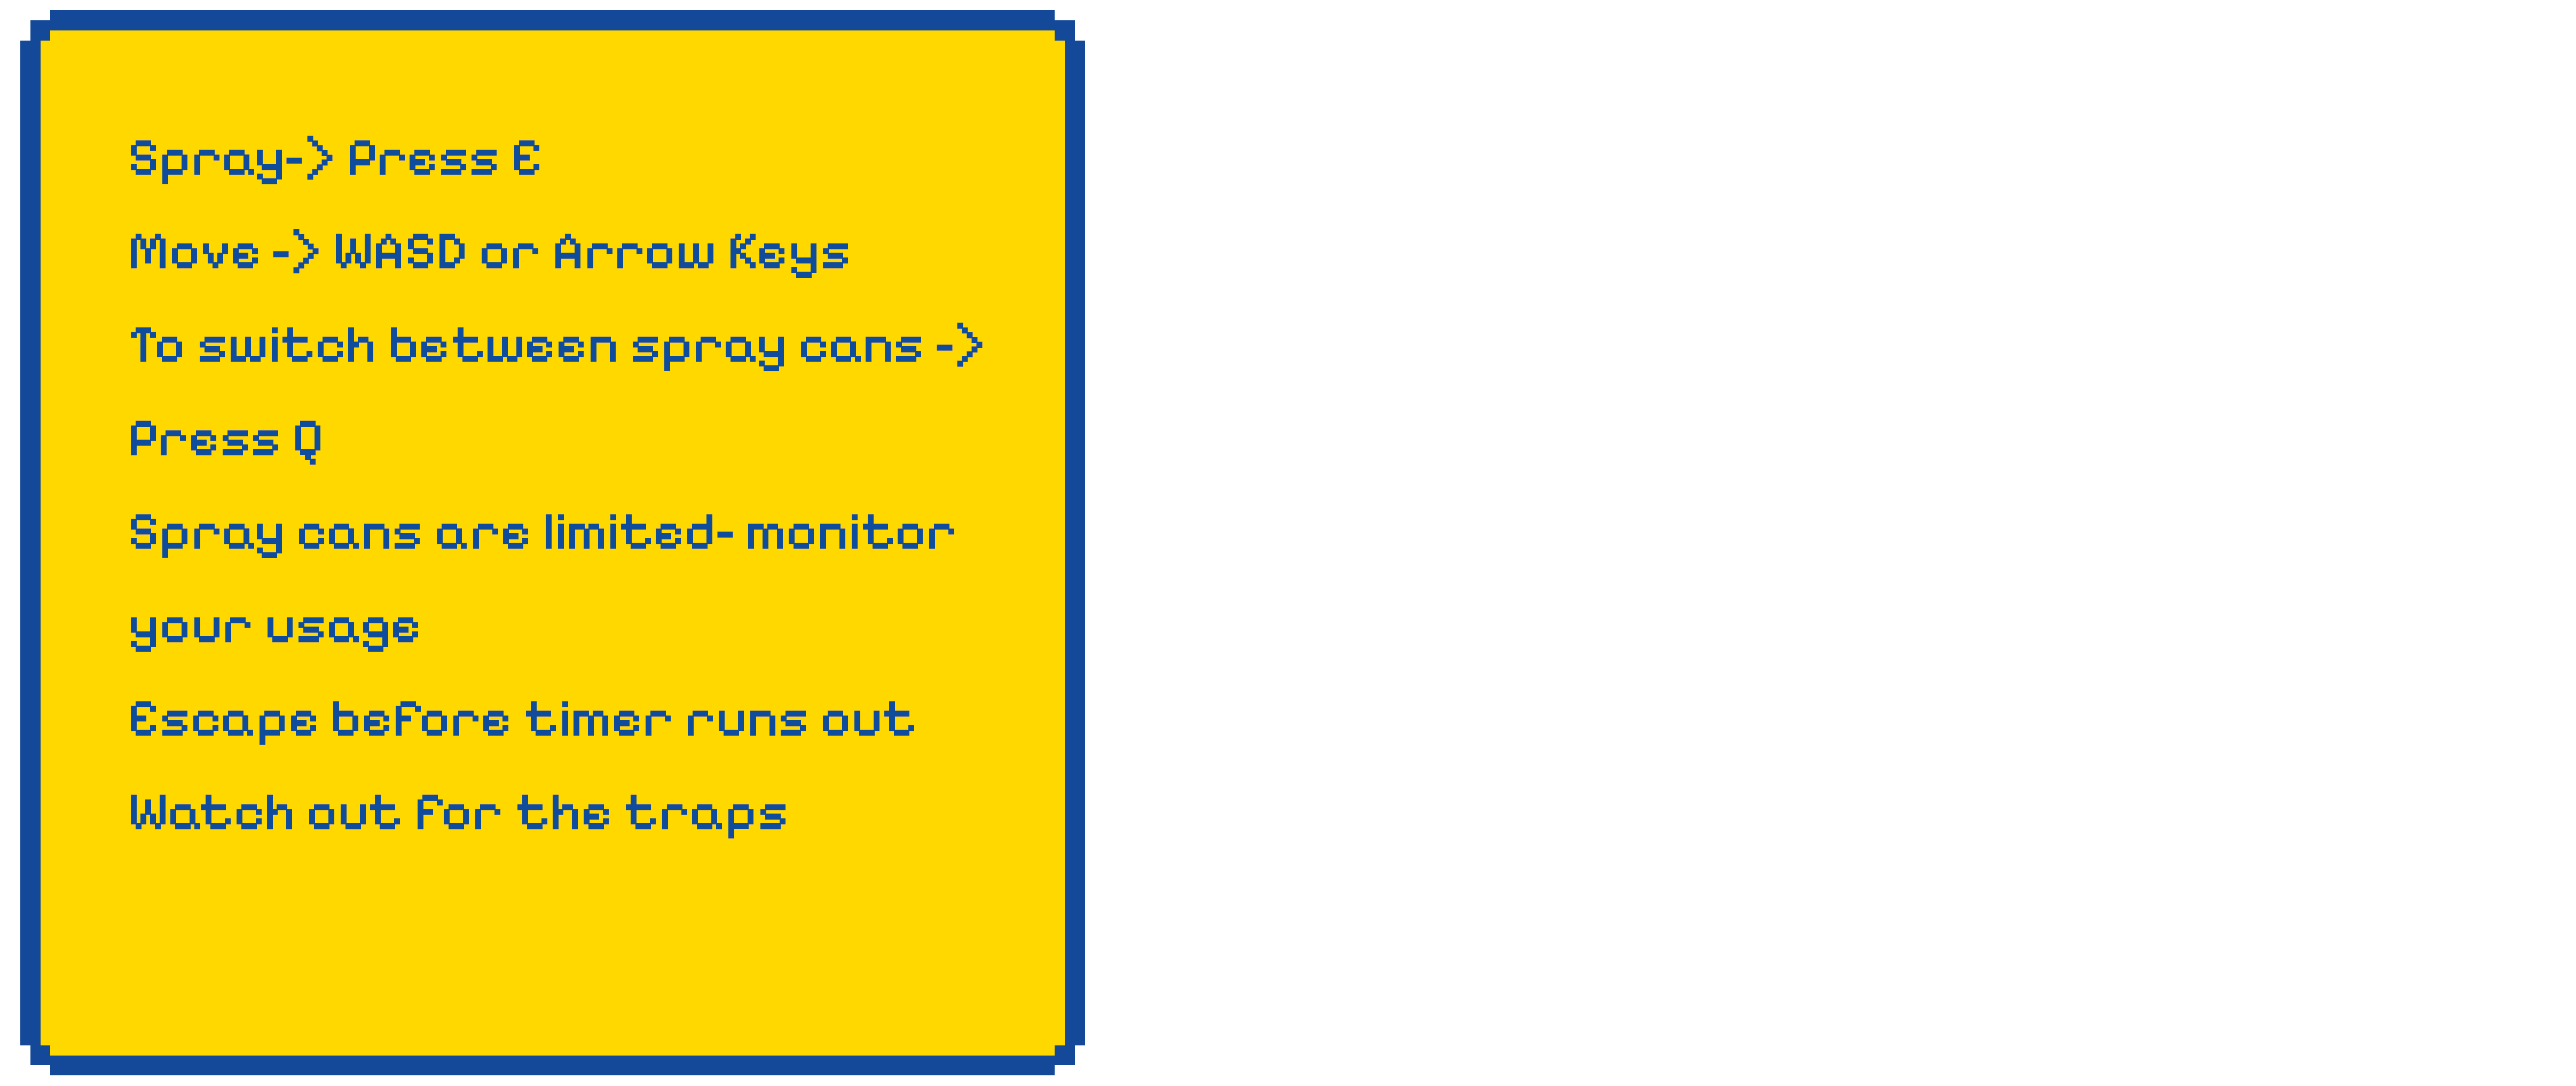 Spray-> Press E
Move -> WASD or Arrow Keys
To switch between spray cans ->
Press Q
Spray cans are limited- monitor
your usage
Escape before timer runs out
Watch out for the traps